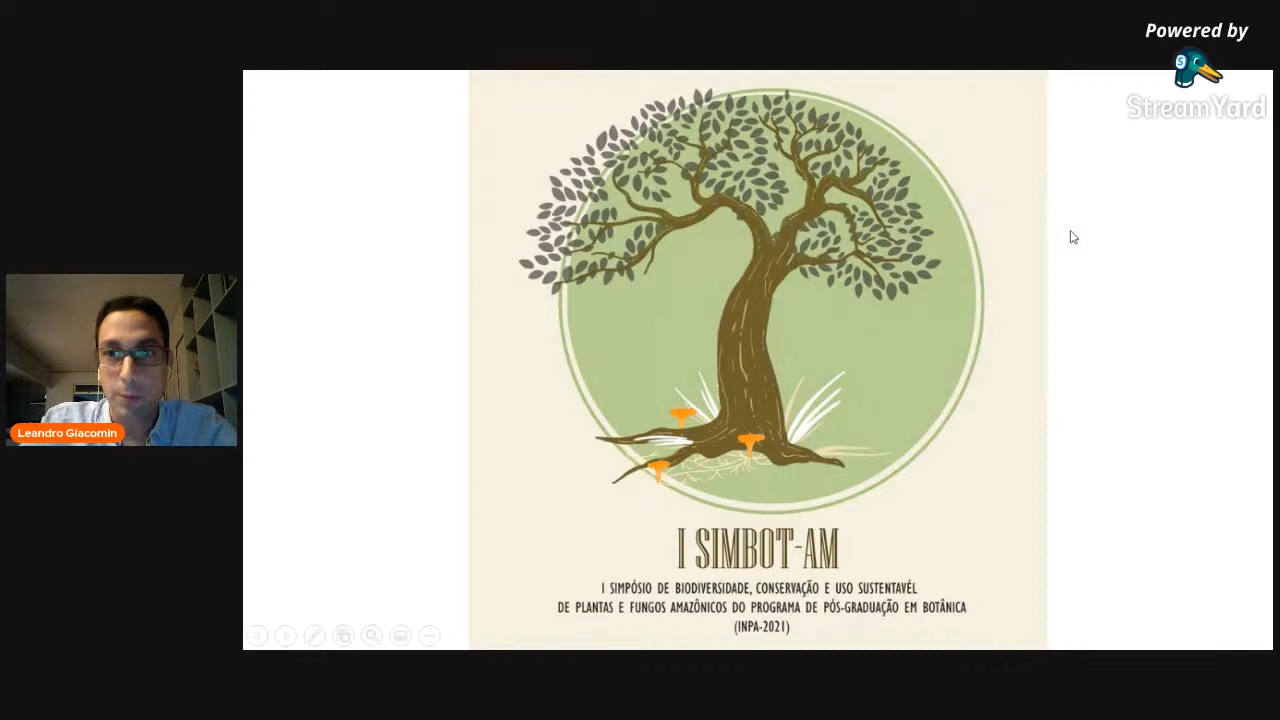 Powered by
StreamYard
Leandro Giacomin
I SIMBOT-AM
I SIMPÓSIO DE BIODIVERSIDADE, CONSERVAÇÃO E USO SUSTENTAVÉL
DE PLANTAS E FUNGOS AMAZÔNICOS DO PROGRAMA DE PÓS-GRADUAÇÃO EM BOTÂNICA
(INPA-2021)